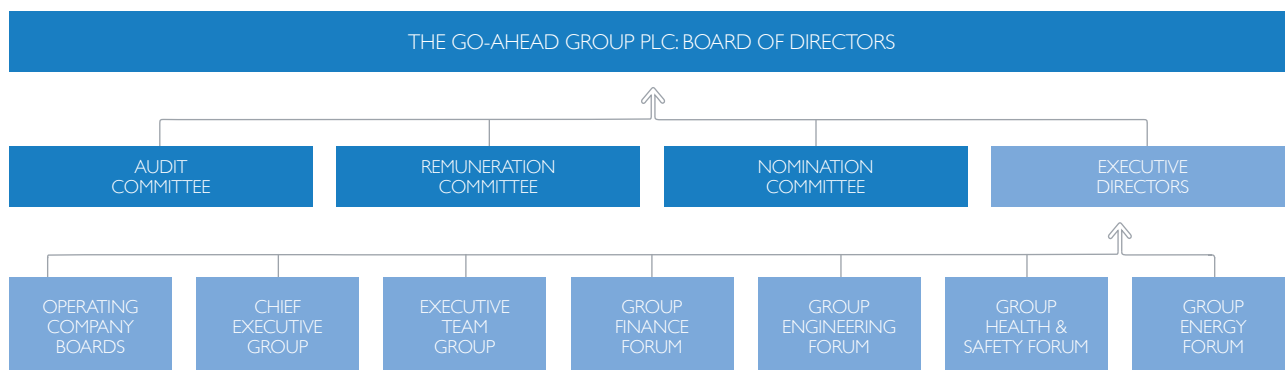 THE GO-AHEAD GROUP PLC: BOARD OF DIRECTORS
AUDIT
COMMITTEE
REMUNERATION
COMMITTEE
NOMINATION
COMMITTEE
EXECUTIVE
DIRECTORS
OPERATING
COMPANY
BOARDS
CHIEF
EXECUTIVE
GROUP
EXECUTIVE
TEAM
GROUP
GROUP
FINANCE
FORUM
GROUP
ENGINEERING
FORUM
GROUP
HEALTH &
SAFETY FORUM
GROUP
ENERGY
FORUM